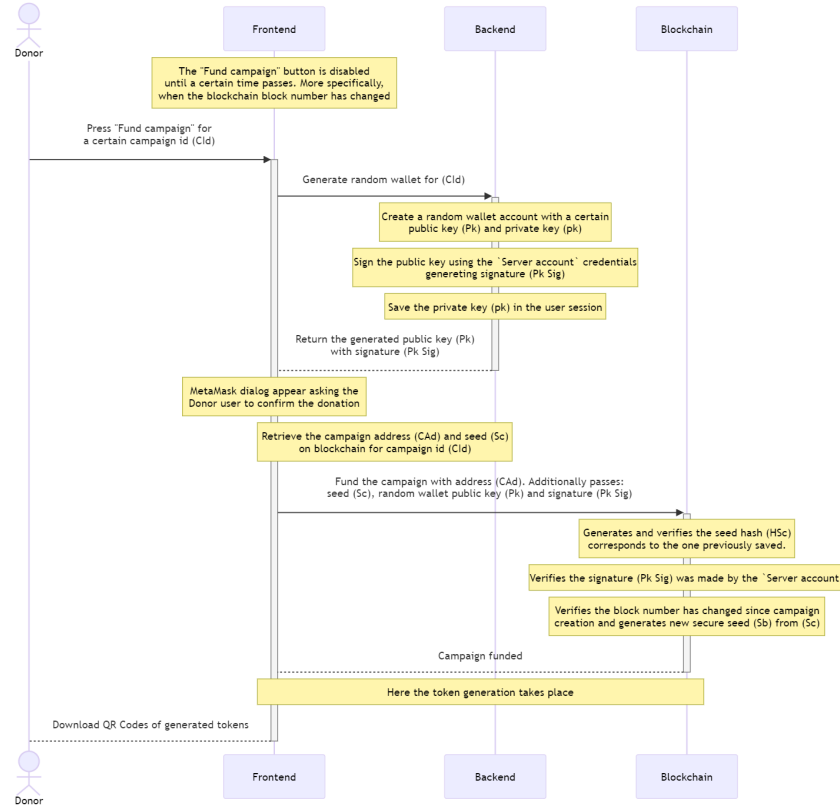 Donor
Frontend
Backend
Blockchain
The "Fund campaign" button is disabled
until a certain time passes. More specifically,
when the blockchain block number has changed
Press "Fund campaign" for
a certain campaign id (CId)
Generate random wallet for (CId)
Create a random wallet account with a certain
public key (Pk) and private key (pk)
Sign the public key using the `Server account` credentials
genereting signature (Pk Sig)
Save the private key (pk) in the user session
Return the generated public key (Pk)
with signature (Pk Sig)
MetaMask dialog appear asking the
Donor user to confirm the donation
Retrieve the campaign address (CAd) and seed (Sc)
on blockchain for campaign id (CId)
Fund the campaign with address (CAd). Additionally passes:
seed (Sc), random wallet public key (Pk) and signature (Pk Sig)
Generates and verifies the seed hash (HSc)
corresponds to the one previously saved.
Verifies the signature (Pk Sig) was made by the `Server account
Verifies the block number has changed since campaign
creation and generates new secure seed (Sb) from (Sc)
Campaign funded
Here the token generation takes place
Download QR Codes of generated tokens
Donor
Frontend
Backend
Blockchain